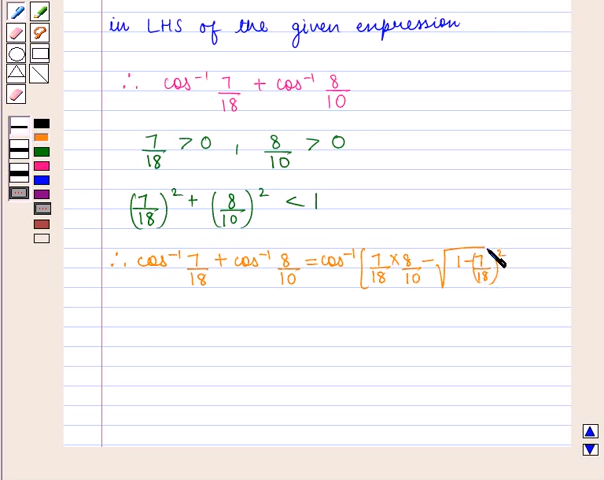 in LHS of the given expression
∴ cos⁻¹ 7/18 + cos⁻¹ 8/10
7/18 > 0 , 8/10 > 0
(7/18)² + (8/10)² < 1
∴ cos⁻¹ 7/18 + cos⁻¹ 8/10 = cos⁻¹ [ 7/18 × 8/10 − √1 − (7/18)²